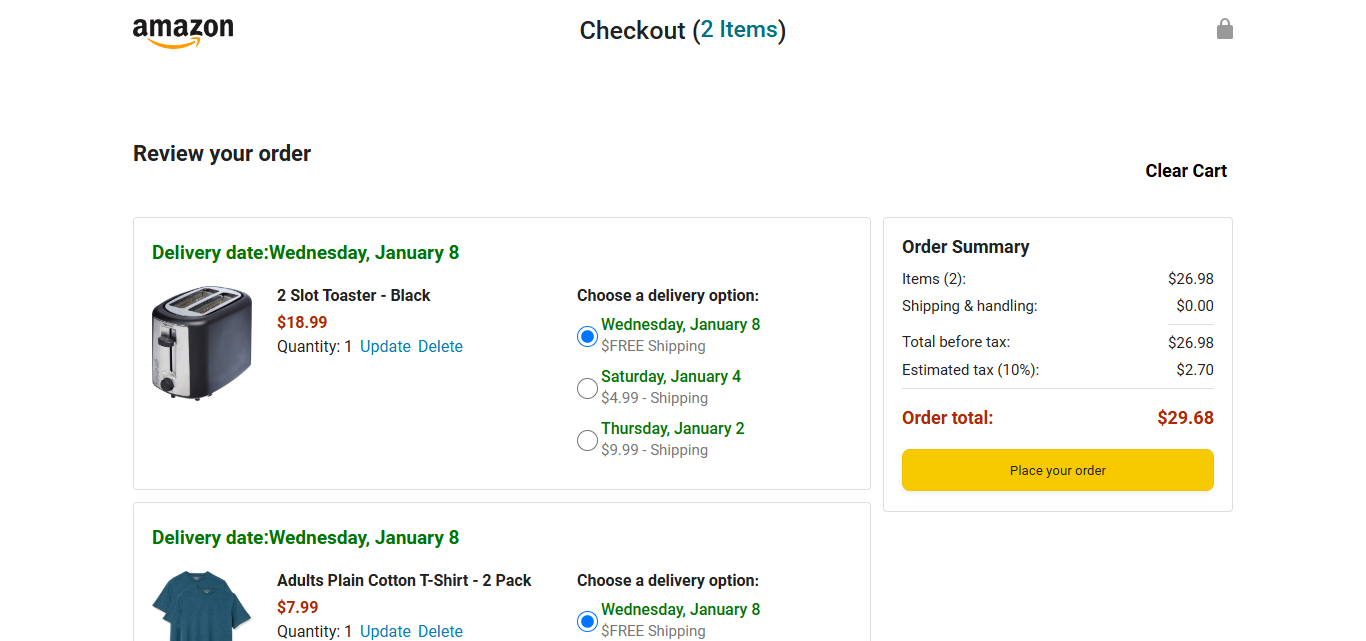 amazon
Checkout (2 Items)
Review your order
Clear Cart
Delivery date:Wednesday, January 8
2 Slot Toaster - Black
$18.99
Quantity: 1 Update Delete
Choose a delivery option:
Wednesday, January 8
$FREE Shipping
Saturday, January 4
$4.99 - Shipping
Thursday, January 2
$9.99 - Shipping
Order Summary
Items (2): $26.98
Shipping & handling: $0.00
Total before tax: $26.98
Estimated tax (10%): $2.70
Order total: $29.68
Place your order
Delivery date:Wednesday, January 8
Adults Plain Cotton T-Shirt - 2 Pack
$7.99
Quantity: 1 Update Delete
Choose a delivery option:
Wednesday, January 8
$FREE Shipping